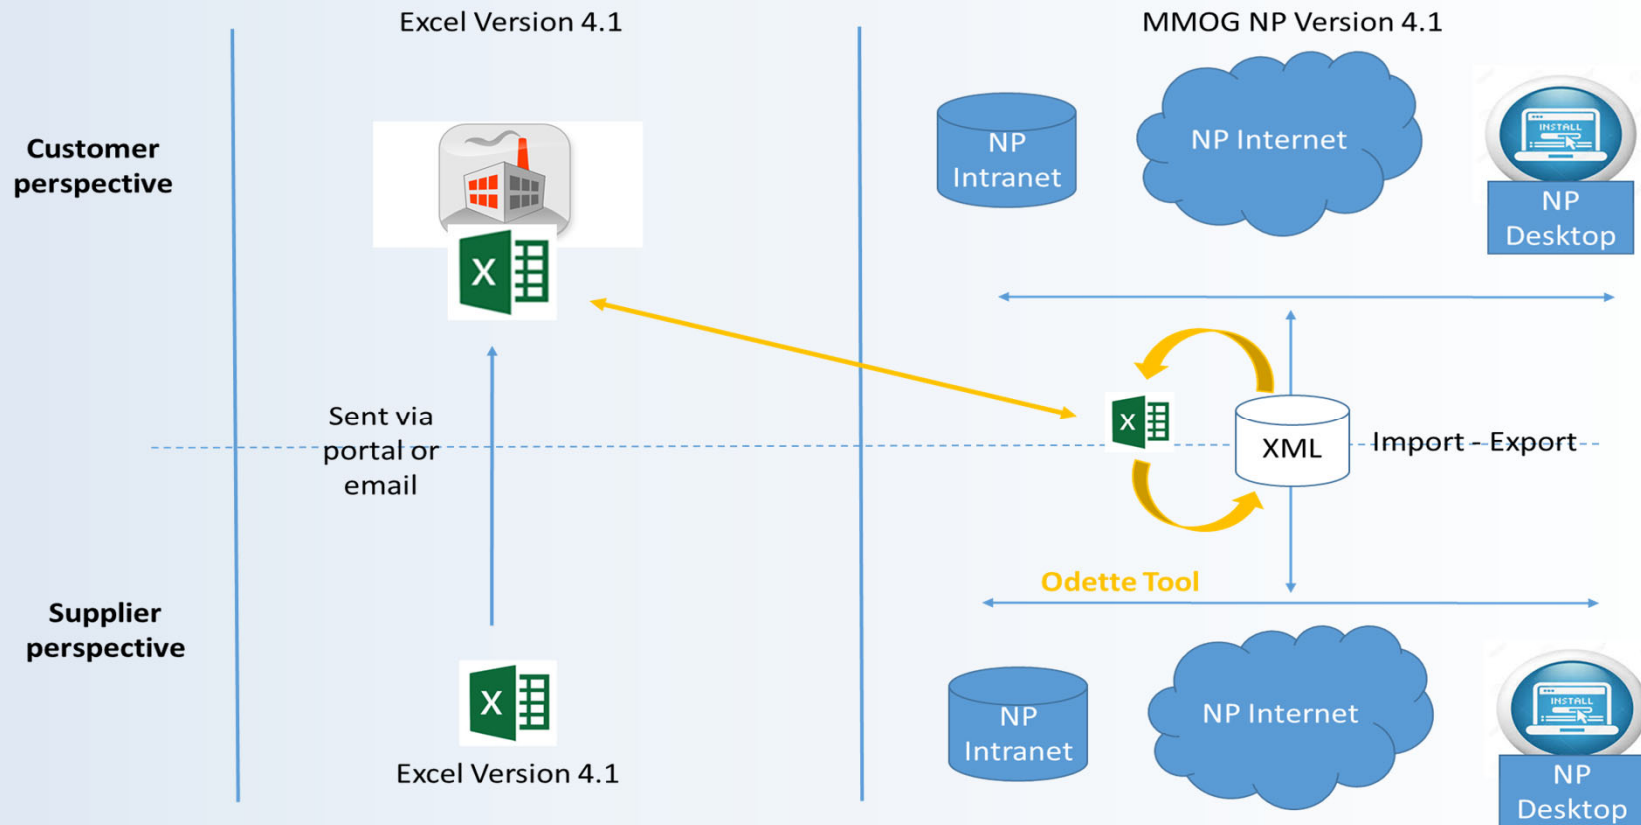 Excel Version 4.1
MMOG NP Version 4.1
Customer
perspective
NP
Intranet
NP Internet
INSTALL
NP
Desktop
X
X
Sent via
portal or
email
XML
Import - Export
Odette Tool
Supplier
perspective
X
Excel Version 4.1
NP
Intranet
NP Internet
INSTALL
NP
Desktop